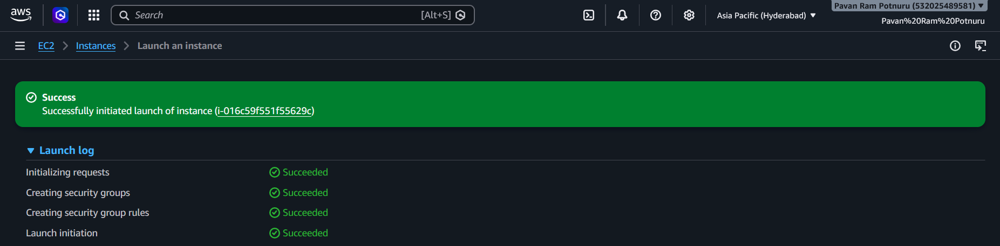 aws
Search [Alt+S]
Asia Pacific (Hyderabad)
Pavan Ram Potnuru (532025489581)
Pavan%20Ram%20Potnuru
EC2 Instances Launch an instance
Success
Successfully initiated launch of instance (i-016c59f551f55629c)
Launch log
Initializing requests Succeeded
Creating security groups Succeeded
Creating security group rules Succeeded
Launch initiation Succeeded